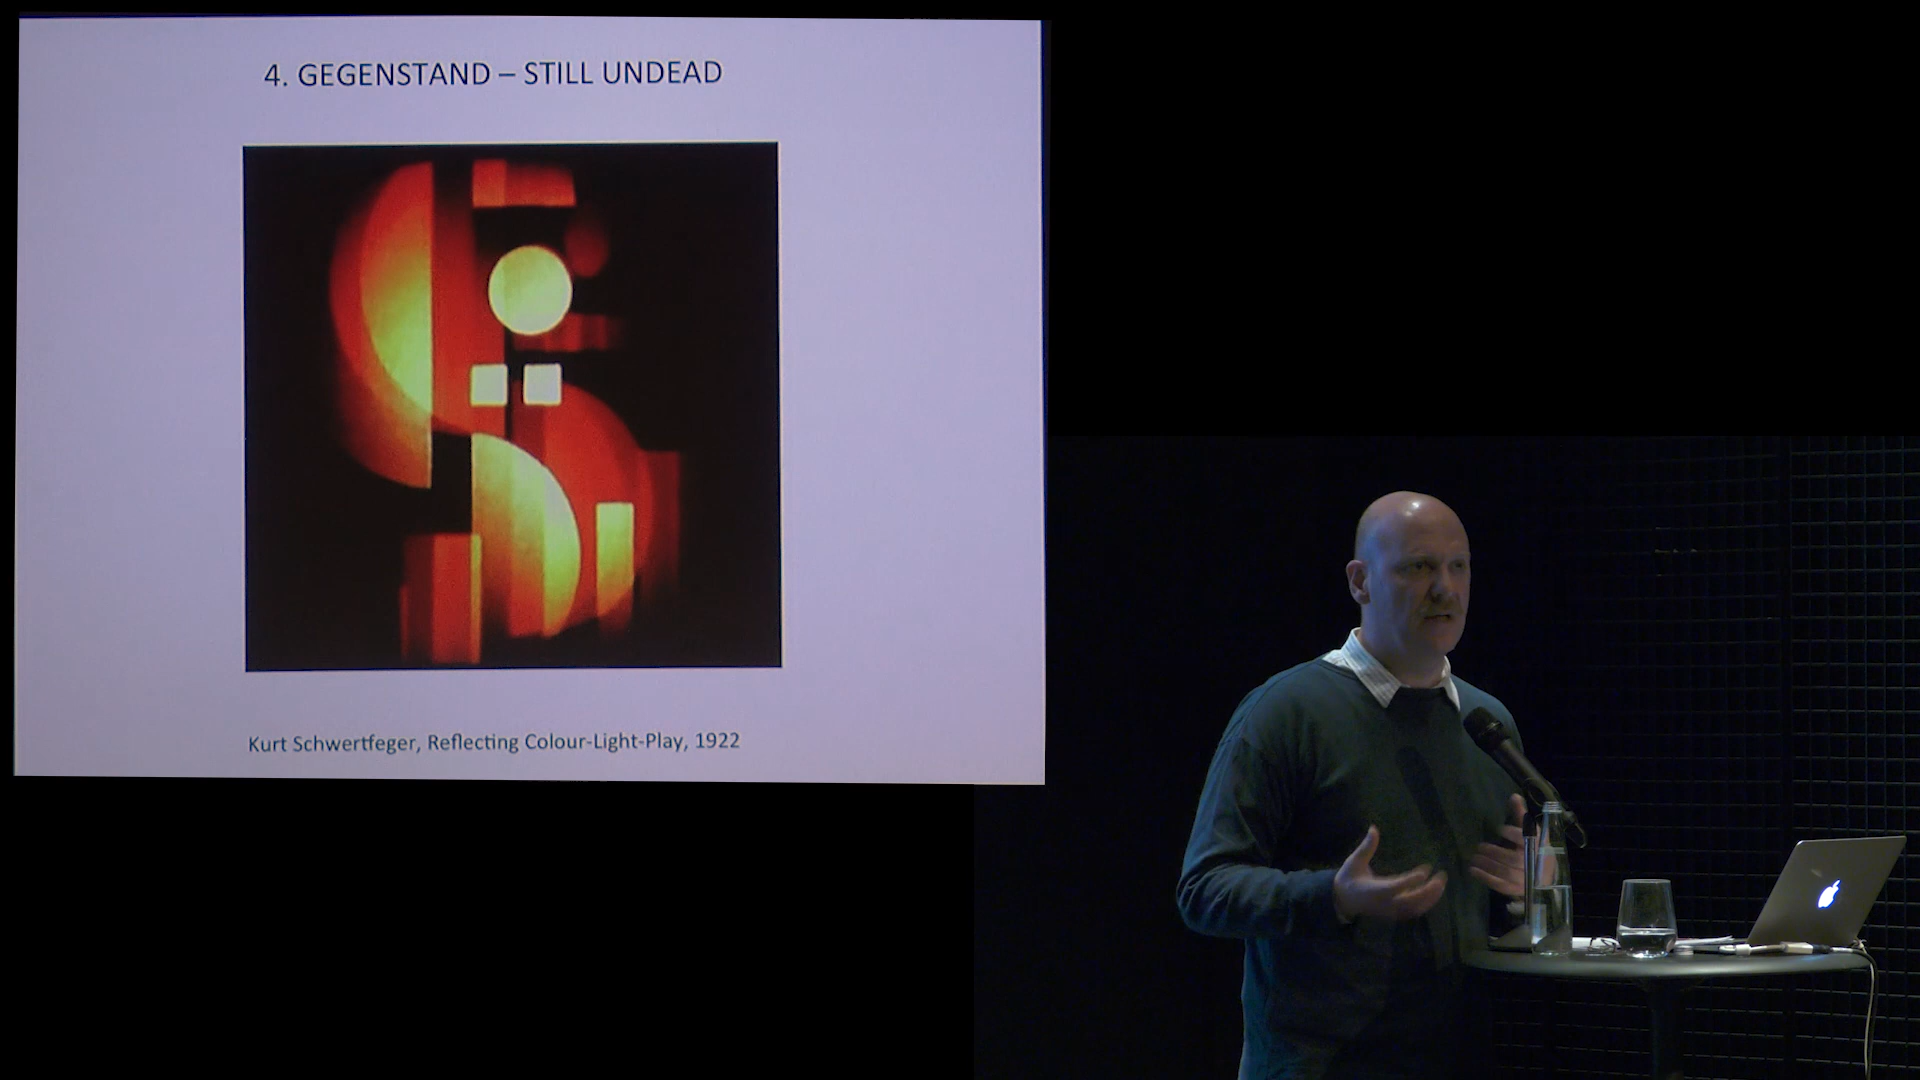 4. GEGENSTAND – STILL UNDEAD
Kurt Schwertfeger, Reflecting Colour-Light-Play, 1922